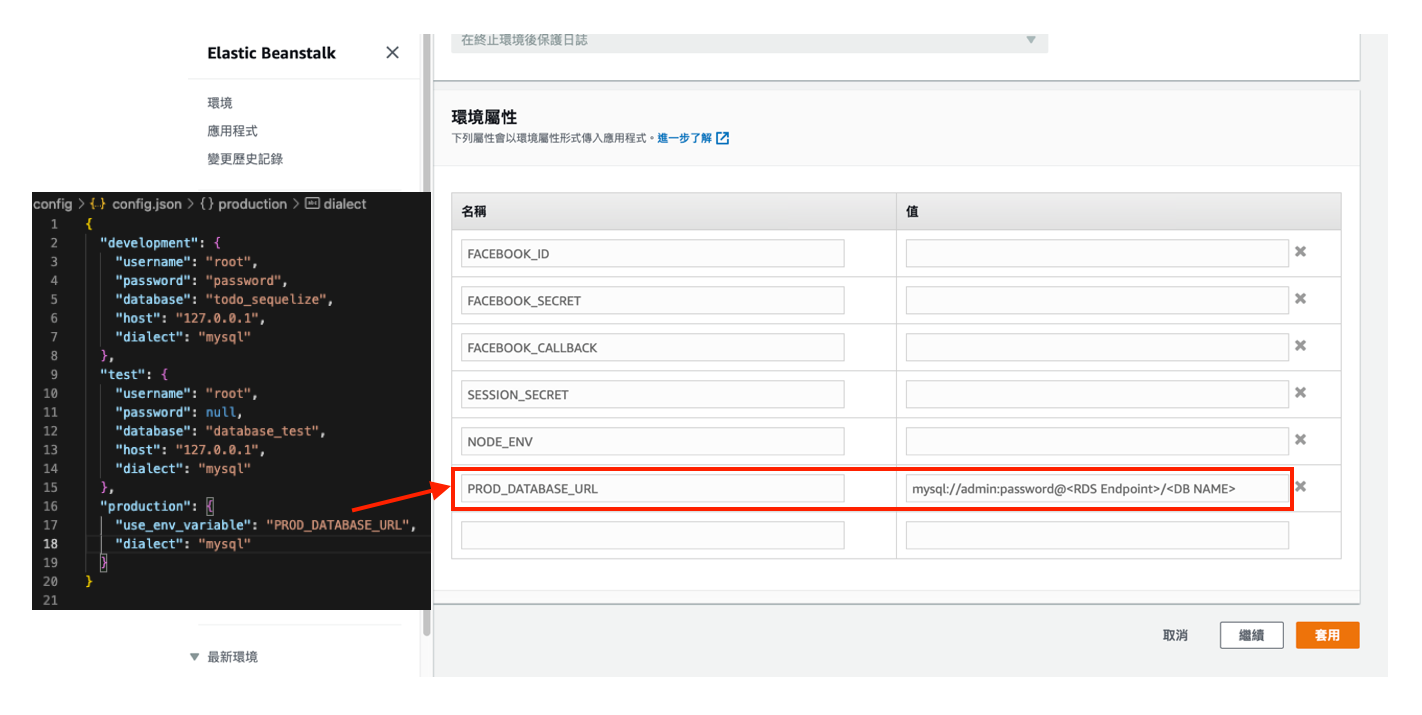 Elastic Beanstalk
環境
應用程式
變更歷史記錄
最新環境
config > {..} config.json > {} production > abc dialect
1 {
2 "development": {
3 "username": "root",
4 "password": "password",
5 "database": "todo_sequelize",
6 "host": "127.0.0.1",
7 "dialect": "mysql"
8 },
9 "test": {
10 "username": "root",
11 "password": null,
12 "database": "database_test",
13 "host": "127.0.0.1",
14 "dialect": "mysql"
15 },
16 "production": {
17 "use_env_variable": "PROD_DATABASE_URL",
18 "dialect": "mysql"
19 }
20 }
21
在終止環境後保護日誌
環境屬性
下列屬性會以環境屬性形式傳入應用程式。進一步了解
名稱 值
FACEBOOK_ID
FACEBOOK_SECRET
FACEBOOK_CALLBACK
SESSION_SECRET
NODE_ENV
PROD_DATABASE_URL mysql://admin:password@<RDS Endpoint>/<DB NAME>
取消 繼續 套用